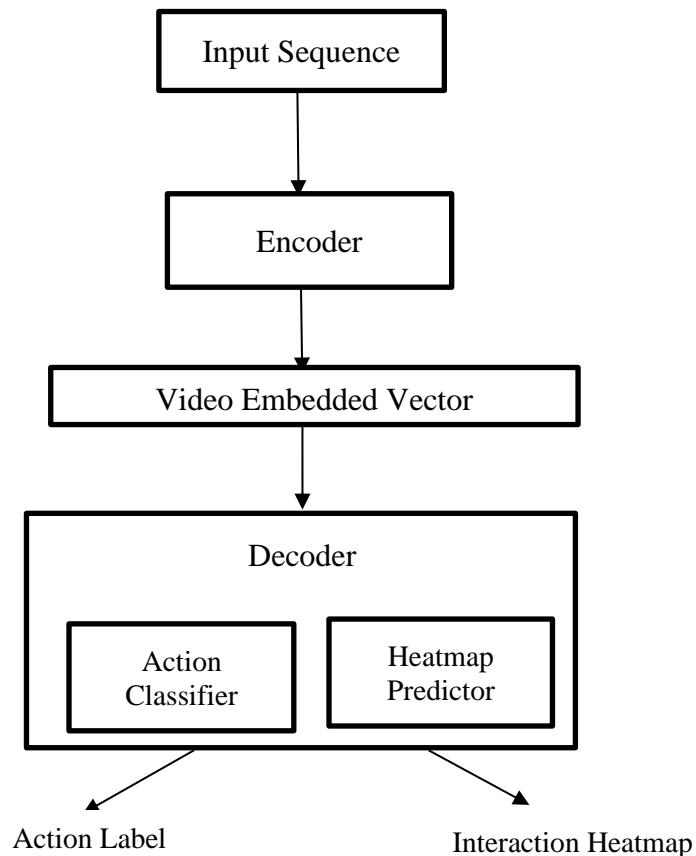 Input Sequence
Encoder
Video Embedded Vector
Decoder
Action
Classifier
Heatmap
Predictor
Action Label
Interaction Heatmap